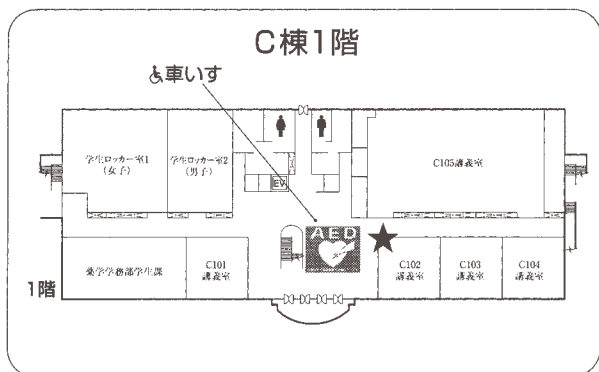 C棟1階
車いす
学生ロッカー室1
(女子)
学生ロッカー室2
(男子)
EV
C105講義室
AED
薬学学務部学生課
C101
講義室
C102
講義室
C103
講義室
C104
講義室
1階